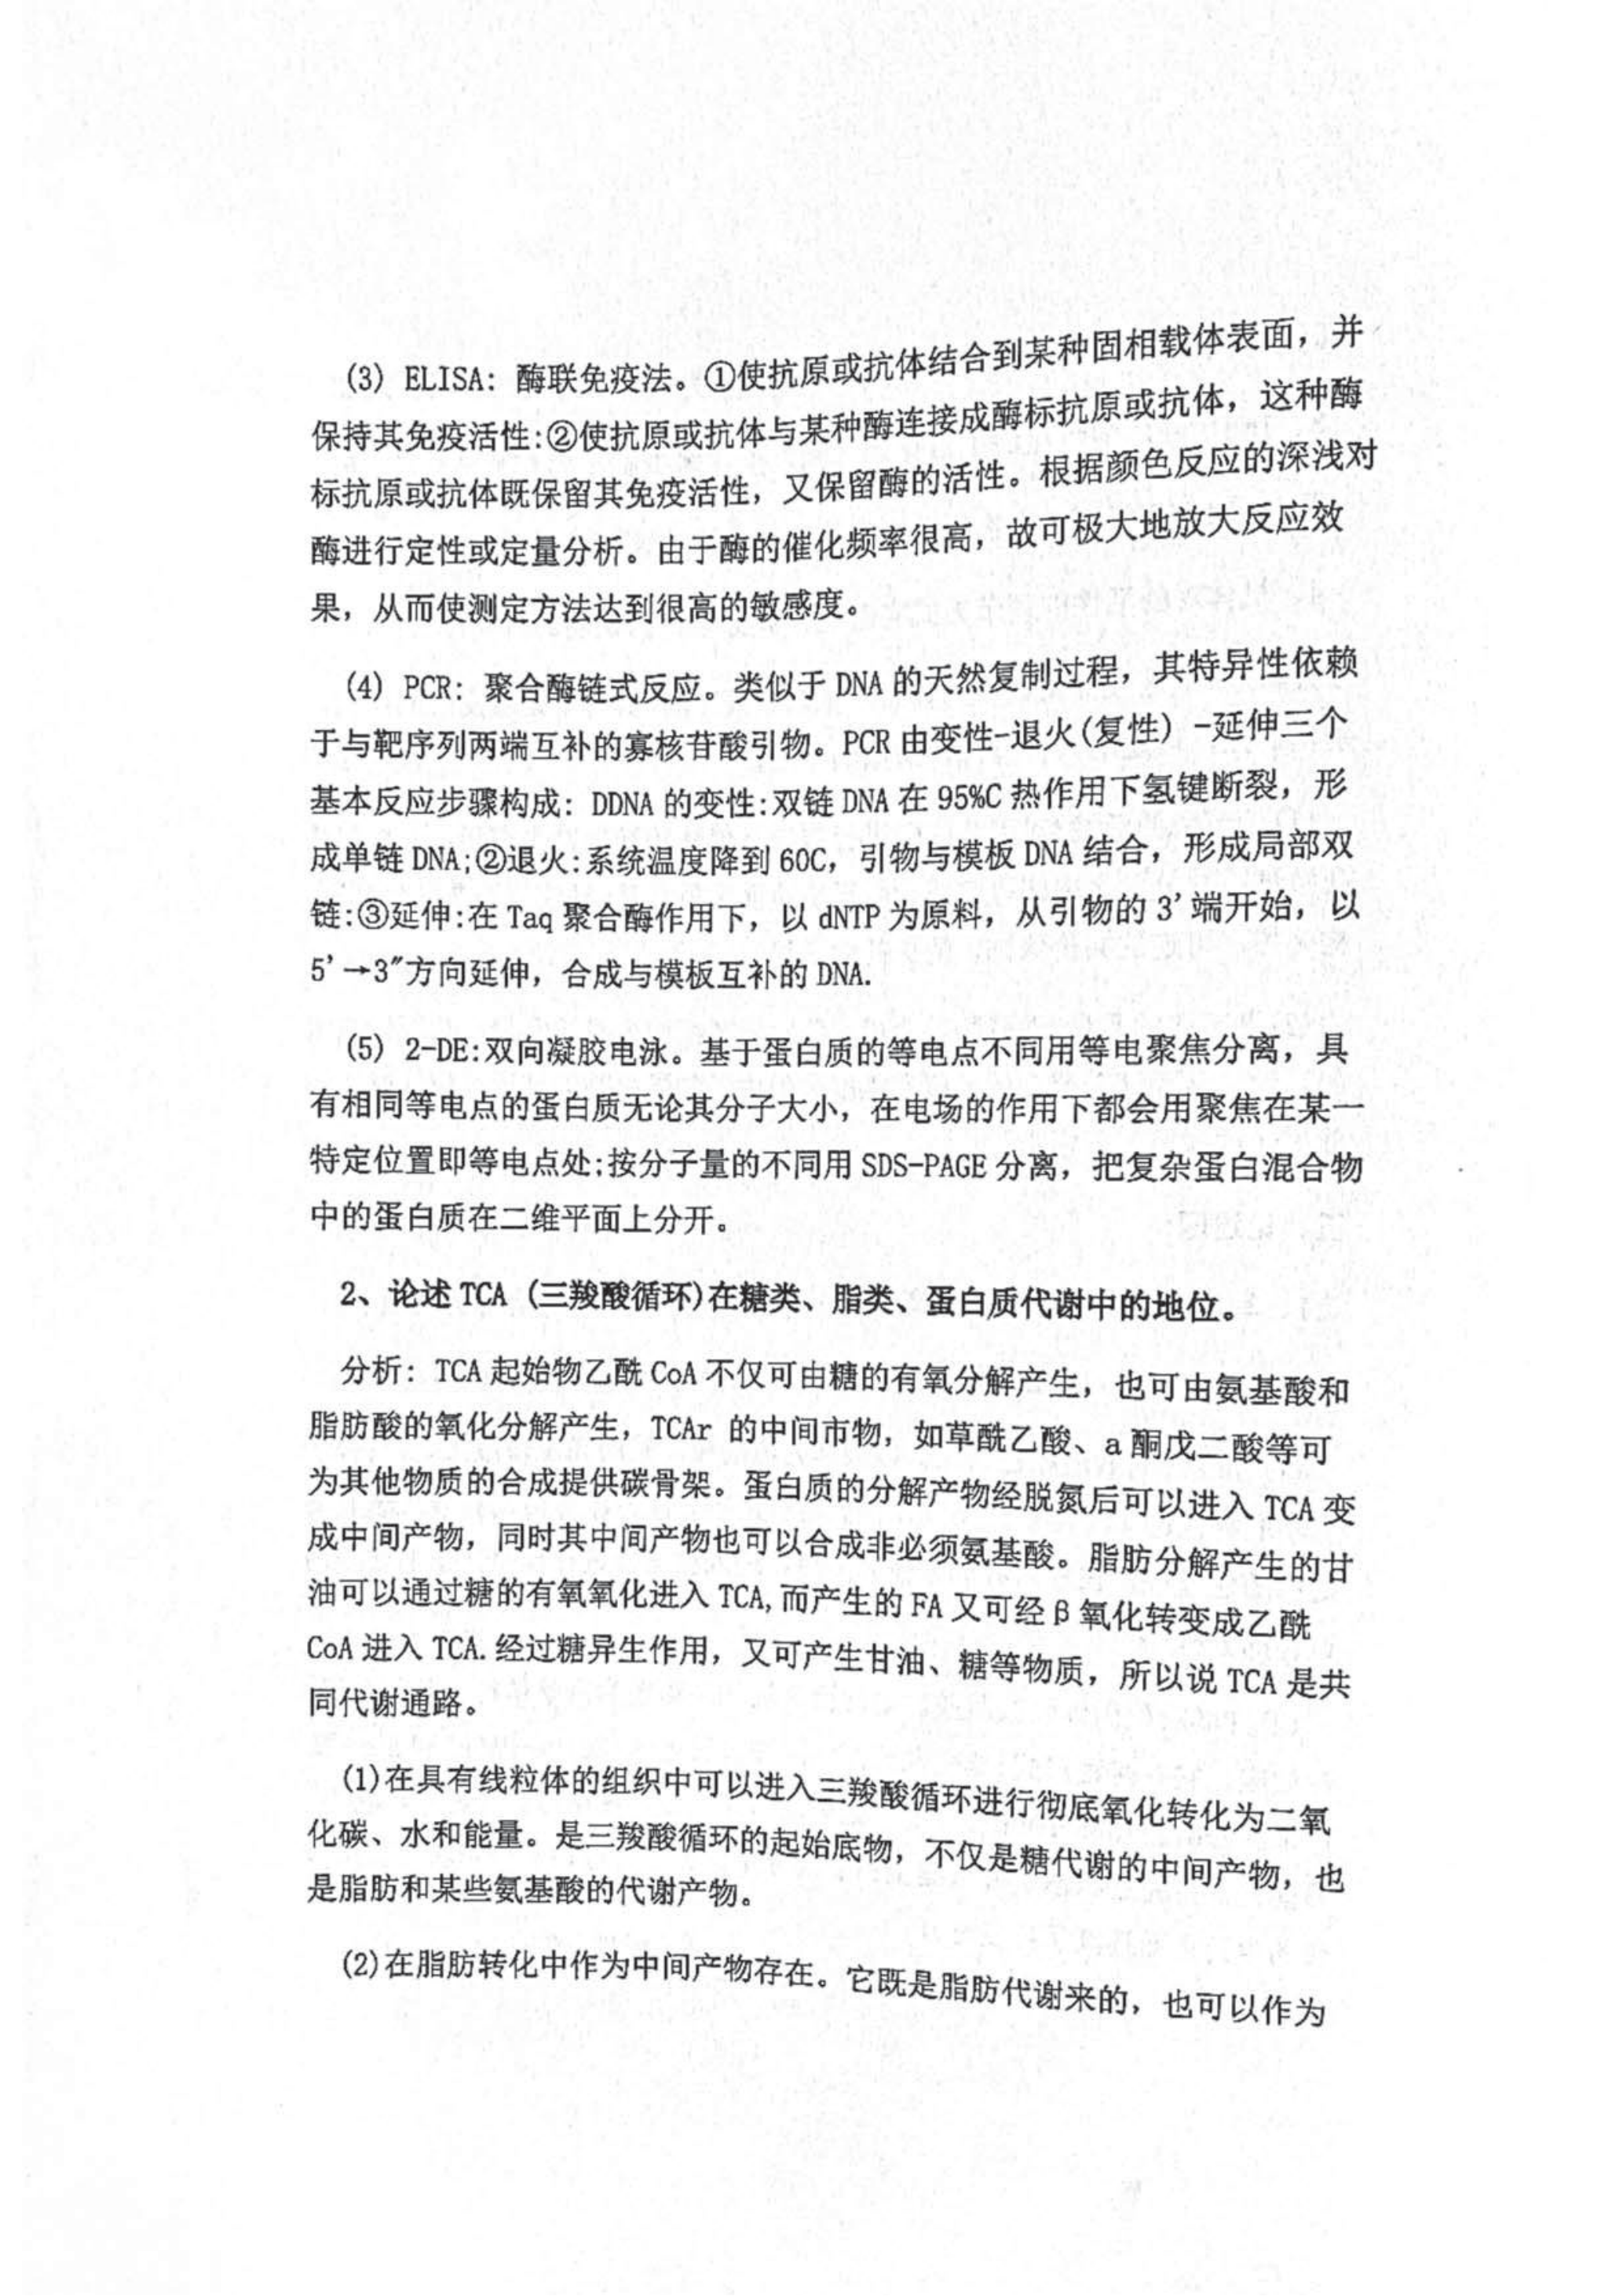 (3) ELISA: 酶联免疫法。①使抗原或抗体结合到某种固相载体表面，并
保持其免疫活性:②使抗原或抗体与某种酶连接成酶标抗原或抗体，这种酶
标抗原或抗体既保留其免疫活性，又保留酶的活性。根据颜色反应的深浅对
酶进行定性或定量分析。由于酶的催化频率很高，故可极大地放大反应效
果，从而使测定方法达到很高的敏感度。
(4) PCR: 聚合酶链式反应。类似于 DNA 的天然复制过程，其特异性依赖
于与靶序列两端互补的寡核苷酸引物。PCR 由变性-退火(复性) -延伸三个
基本反应步骤构成: DDNA 的变性:双链 DNA 在 95%C 热作用下氢键断裂，形
成单链 DNA;②退火:系统温度降到 60C，引物与模板 DNA 结合，形成局部双
链:③延伸:在 Taq 聚合酶作用下，以 dNTP 为原料，从引物的 3' 端开始，以
5' →3"方向延伸，合成与模板互补的 DNA.
(5) 2-DE:双向凝胶电泳。基于蛋白质的等电点不同用等电聚焦分离，具
有相同等电点的蛋白质无论其分子大小，在电场的作用下都会用聚焦在某一
特定位置即等电点处;按分子量的不同用 SDS-PAGE 分离，把复杂蛋白混合物
中的蛋白质在二维平面上分开。
2、论述 TCA (三羧酸循环)在糖类、脂类、蛋白质代谢中的地位。
分析: TCA 起始物乙酰 CoA 不仅可由糖的有氧分解产生，也可由氨基酸和
脂肪酸的氧化分解产生，TCAr 的中间市物，如草酰乙酸、a 酮戊二酸等可
为其他物质的合成提供碳骨架。蛋白质的分解产物经脱氮后可以进入 TCA 变
成中间产物，同时其中间产物也可以合成非必须氨基酸。脂肪分解产生的甘
油可以通过糖的有氧氧化进入 TCA,而产生的 FA 又可经 β 氧化转变成乙酰
CoA 进入 TCA.经过糖异生作用，又可产生甘油、糖等物质，所以说 TCA 是共
同代谢通路。
(1)在具有线粒体的组织中可以进入三羧酸循环进行彻底氧化转化为二氧
化碳、水和能量。是三羧酸循环的起始底物，不仅是糖代谢的中间产物，也
是脂肪和某些氨基酸的代谢产物。
(2)在脂肪转化中作为中间产物存在。它既是脂肪代谢来的，也可以作为